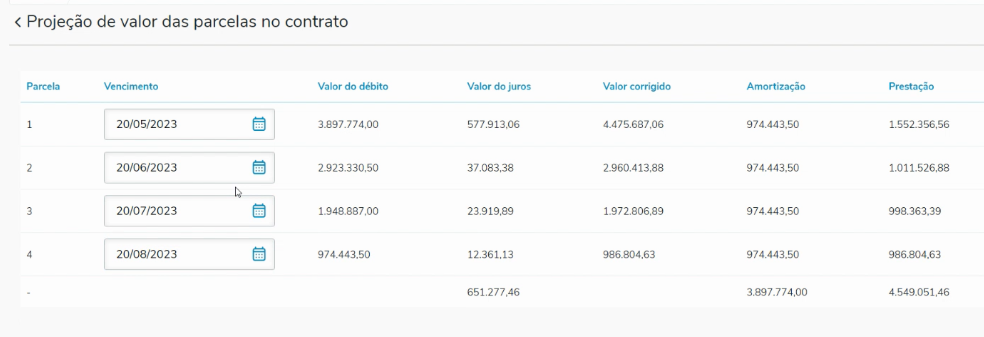 < Projeção de valor das parcelas no contrato
Parcela Vencimento Valor do débito Valor do juros Valor corrigido Amortização Prestação
1 20/05/2023 3.897.774,00 577.913,06 4.475.687,06 974.443,50 1.552.356,56
2 20/06/2023 2.923.330,50 37.083,38 2.960.413,88 974.443,50 1.011.526,88
3 20/07/2023 1.948.887,00 23.919,89 1.972.806,89 974.443,50 998.363,39
4 20/08/2023 974.443,50 12.361,13 986.804,63 974.443,50 986.804,63
- 651.277,46 3.897.774,00 4.549.051,46